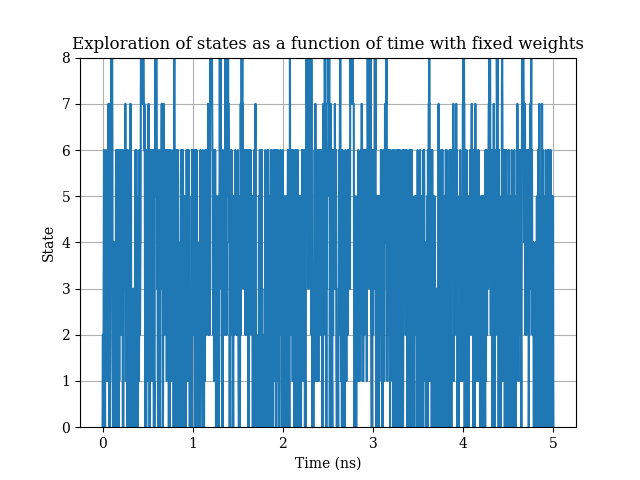 Exploration of states as a function of time with fixed weights
8
7
6
5
4
3
2
1
0
State
0 1 2 3 4 5
Time (ns)